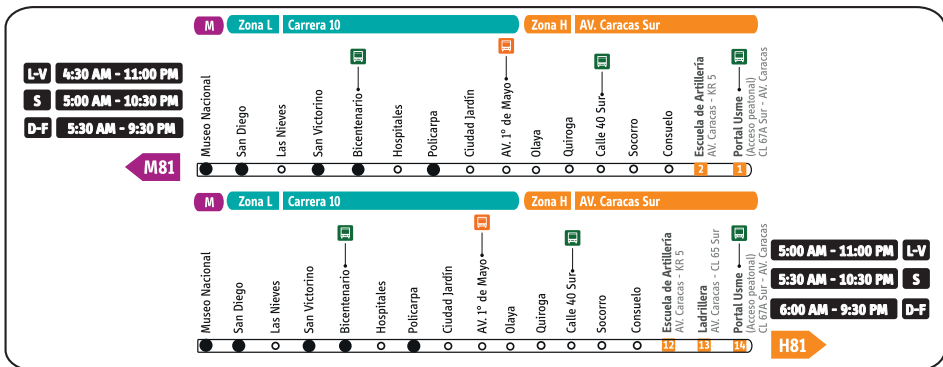 M
Zona L
Carrera 10
Zona H
AV. Caracas Sur
L-V
4:30 AM - 11:00 PM
S
5:00 AM - 10:30 PM
D-F
5:30 AM - 9:30 PM
M81
Museo Nacional
San Diego
Las Nieves
San Victorino
Bicentenario
Hospitales
Policarpa
Ciudad Jardín
AV. 1º de Mayo
Olaya
Quiroga
Calle 40 Sur
Socorro
Consuelo
Escuela de Artillería
AV. Caracas - KR 5
Portal Usme
(Acceso peatonal)
CL 67A Sur - AV. Caracas
2
1
M
Zona L
Carrera 10
Zona H
AV. Caracas Sur
Museo Nacional
San Diego
Las Nieves
San Victorino
Bicentenario
Hospitales
Policarpa
Ciudad Jardín
AV. 1º de Mayo
Olaya
Quiroga
Calle 40 Sur
Socorro
Consuelo
Escuela de Artillería
AV. Caracas - KR 5
Ladrillera
AV. Caracas - CL 65 Sur
Portal Usme
(Acceso peatonal)
CL 67A Sur - AV. Caracas
12
13
14
5:00 AM - 11:00 PM
L-V
5:30 AM - 10:30 PM
S
6:00 AM - 9:30 PM
D-F
H81